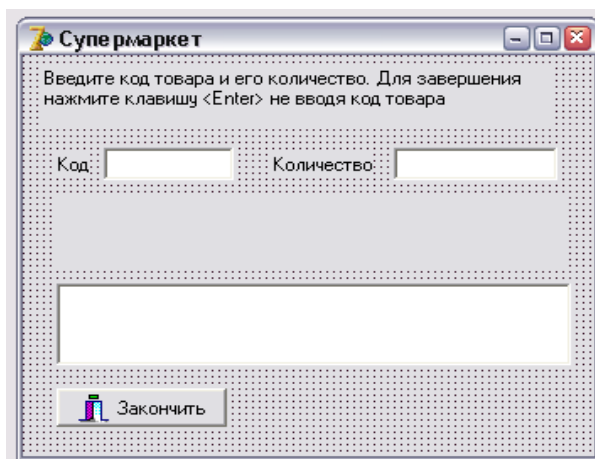 Супермаркет
Введите код товара и его количество. Для завершения
нажмите клавишу <Enter> не вводя код товара
Код Количество
Закончить